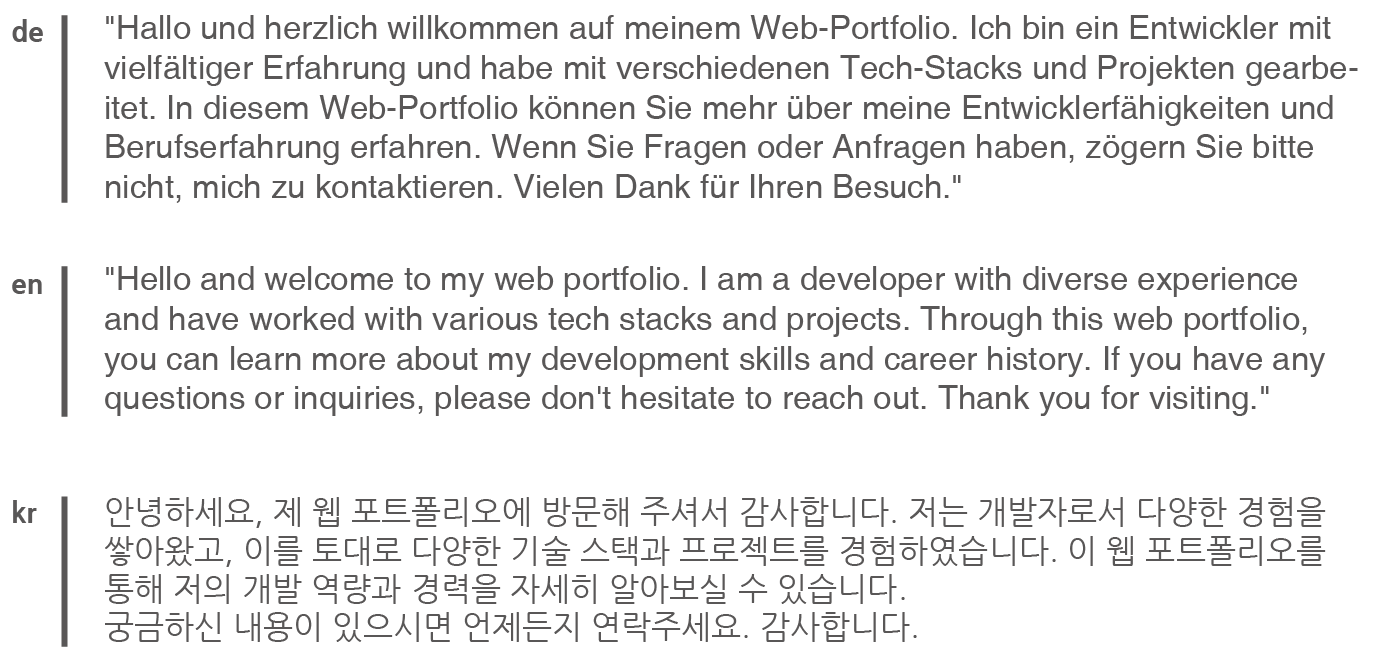 de
"Hallo und herzlich willkommen auf meinem Web-Portfolio. Ich bin ein Entwickler mit
vielfältiger Erfahrung und habe mit verschiedenen Tech-Stacks und Projekten gearbe-
itet. In diesem Web-Portfolio können Sie mehr über meine Entwicklerfähigkeiten und
Berufserfahrung erfahren. Wenn Sie Fragen oder Anfragen haben, zögern Sie bitte
nicht, mich zu kontaktieren. Vielen Dank für Ihren Besuch."
en
"Hello and welcome to my web portfolio. I am a developer with diverse experience
and have worked with various tech stacks and projects. Through this web portfolio,
you can learn more about my development skills and career history. If you have any
questions or inquiries, please don't hesitate to reach out. Thank you for visiting."
kr
안녕하세요, 제 웹 포트폴리오에 방문해 주셔서 감사합니다. 저는 개발자로서 다양한 경험을
쌓아왔고, 이를 토대로 다양한 기술 스택과 프로젝트를 경험하였습니다. 이 웹 포트폴리오를
통해 저의 개발 역량과 경력을 자세히 알아보실 수 있습니다.
궁금하신 내용이 있으시면 언제든지 연락주세요. 감사합니다.